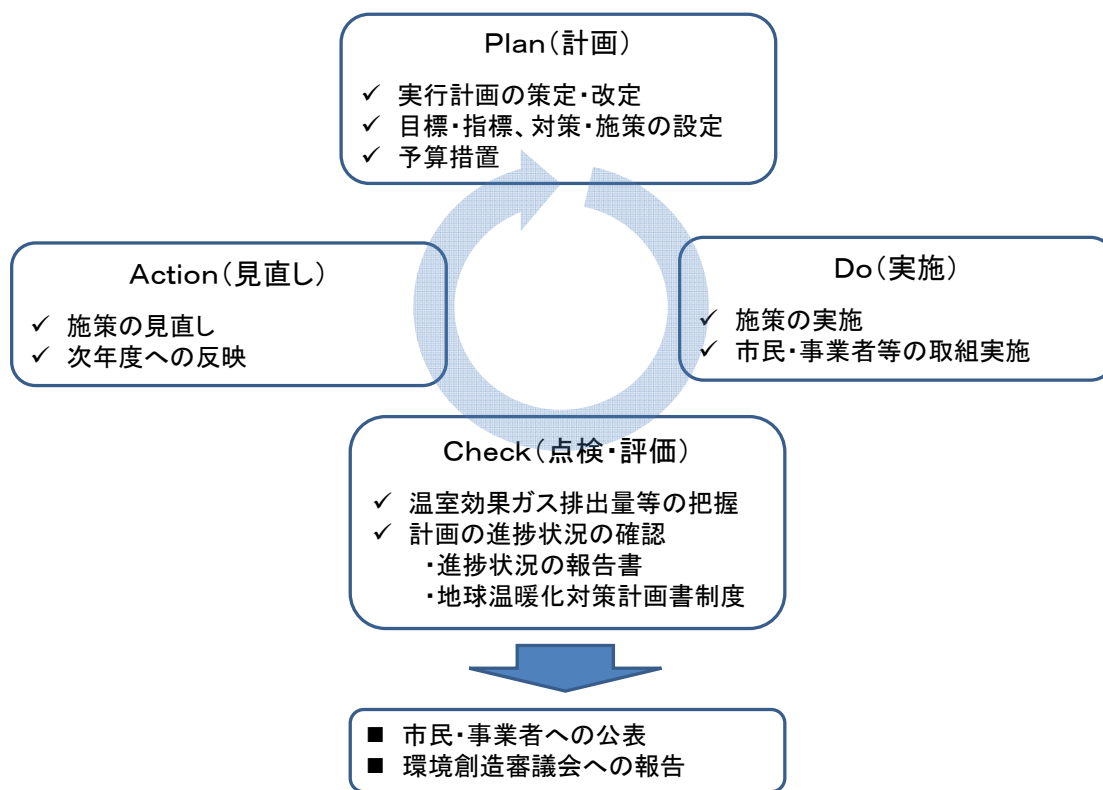 Plan（計画）
✓ 実行計画の策定・改定
✓ 目標・指標、対策・施策の設定
✓ 予算措置
Do（実施）
✓ 施策の実施
✓ 市民・事業者等の取組実施
Check（点検・評価）
✓ 温室効果ガス排出量等の把握
✓ 計画の進捗状況の確認
・進捗状況の報告書
・地球温暖化対策計画書制度
Action（見直し）
✓ 施策の見直し
✓ 次年度への反映
■ 市民・事業者への公表
■ 環境創造審議会への報告